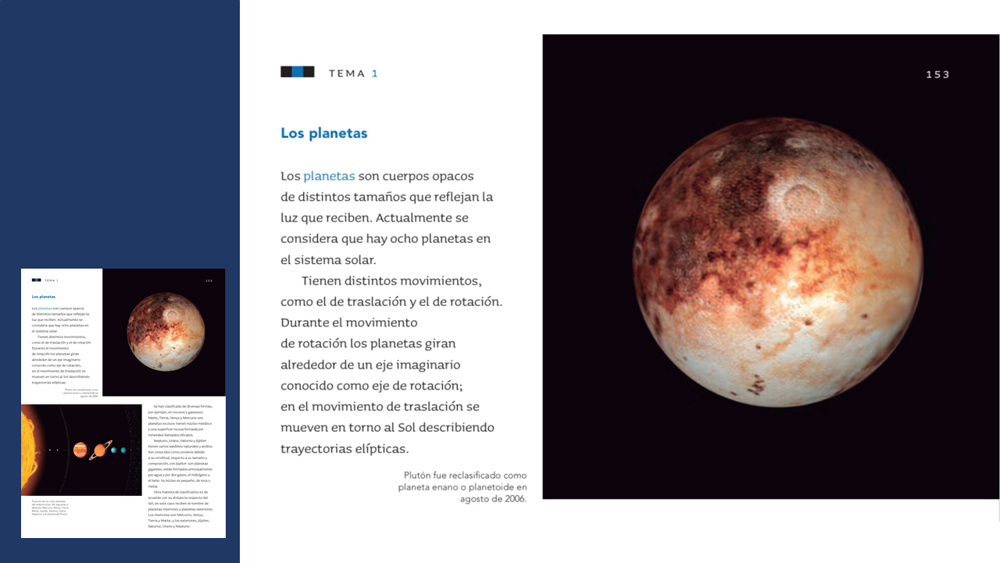 TEMA 1
153
Los planetas
Los planetas son cuerpos opacos
de distintos tamaños que reflejan la
luz que reciben. Actualmente se
considera que hay ocho planetas en
el sistema solar.
Tienen distintos movimientos,
como el de traslación y el de rotación.
Durante el movimiento
de rotación los planetas giran
alrededor de un eje imaginario
conocido como eje de rotación;
en el movimiento de traslación se
mueven en torno al Sol describiendo
trayectorias elípticas.
Plutón fue reclasificado como
planeta enano o planetoide en
agosto de 2006.
TEMA 1
153
Los planetas
Los planetas son cuerpos opacos
de distintos tamaños que reflejan la
luz que reciben. Actualmente se
considera que hay ocho planetas en
el sistema solar.
Tienen distintos movimientos,
como el de traslación y el de rotación.
Durante el movimiento
de rotación los planetas giran
alrededor de un eje imaginario
conocido como eje de rotación;
en el movimiento de traslación se
mueven en torno al Sol describiendo
trayectorias elípticas.
Plutón fue reclasificado como
planeta enano o planetoide en
agosto de 2006.
Se han clasificado de diversas formas,
por ejemplo, en rocosos y gaseosos.
Marte, Tierra, Venus y Mercurio son
planetas rocosos: tienen núcleo metálico
y una superficie rocosa formada por
minerales llamados silicatos.
Neptuno, Urano, Saturno y Júpiter
tienen varios satélites naturales y anillos.
Son conocidos como jovianos debido
a su similitud, respecto a su tamaño y
composición, con Júpiter: son planetas
gigantes, están formados principalmente
por agua y por dos gases, el hidrógeno y
el helio. Su núcleo es pequeño, de roca o
metal.
Otra manera de clasificarlos es de
acuerdo con su distancia respecto del
Sol; en este caso reciben el nombre de
planetas interiores y planetas exteriores.
Los interiores son Mercurio, Venus,
Tierra y Marte; y los exteriores, Júpiter,
Saturno, Urano y Neptuno.
Posición de los ocho planetas
del sistema solar. De izquierda a
derecha: Mercurio, Venus, Tierra,
Marte, Júpiter, Saturno, Urano,
Neptuno y el planetoide Plutón.